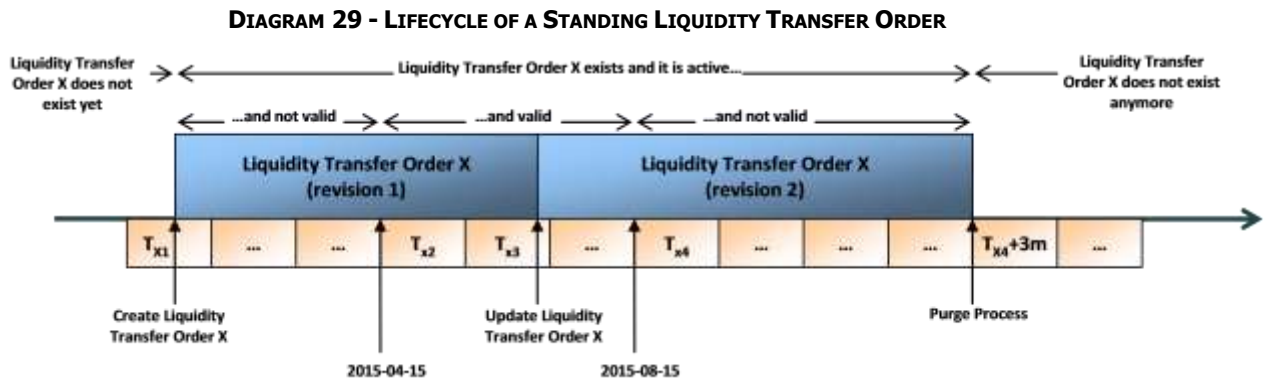 DIAGRAM 29 - LIFECYCLE OF A STANDING LIQUIDITY TRANSFER ORDER
Liquidity Transfer
Order X does not
exist yet
Liquidity Transfer Order X exists and it is active...
Liquidity Transfer
Order X does not exist
anymore
...and not valid
...and valid
...and not valid
Liquidity Transfer Order X
(revision 1)
Liquidity Transfer Order X
(revision 2)
Tx1 ... ... Tx2 Tx3 ... Tx4 ... ... ... Tx4+3m ...
Create Liquidity
Transfer Order X
Update Liquidity
Transfer Order X
Purge Process
2015-04-15
2015-08-15